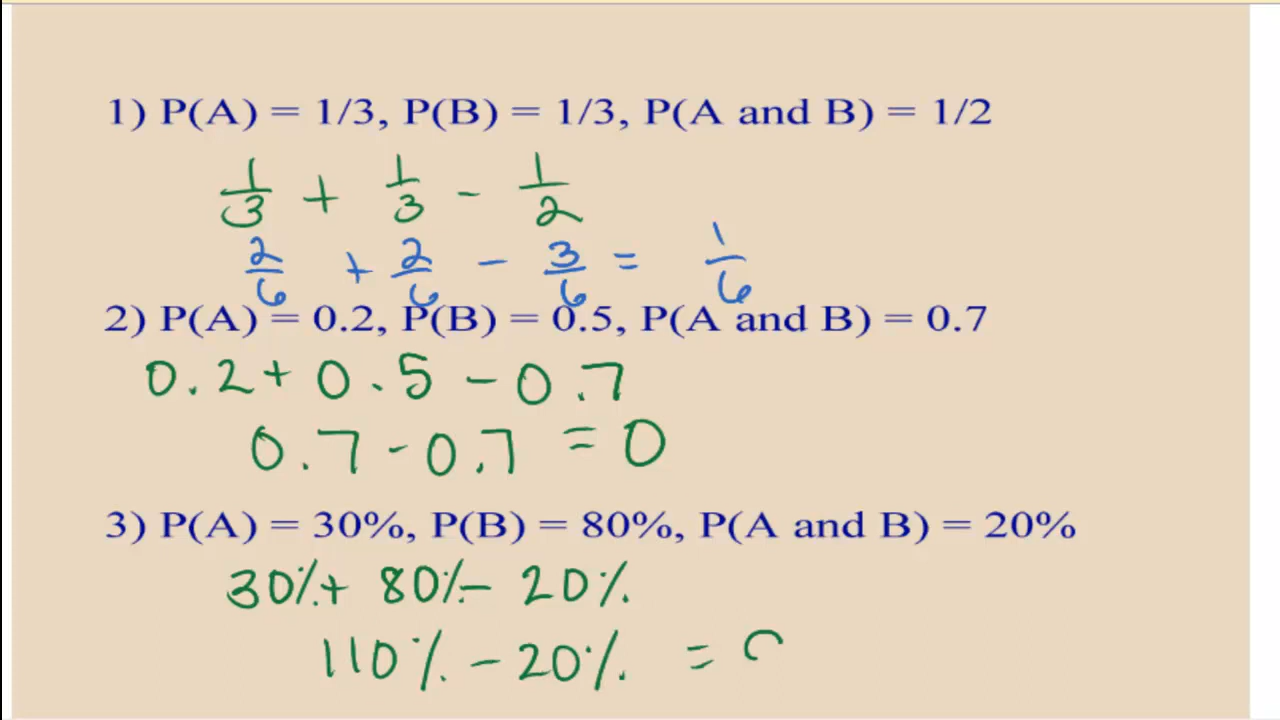 1) P(A) = 1/3, P(B) = 1/3, P(A and B) = 1/2
1/3 + 1/3 - 1/2
2/6 + 2/6 - 3/6 = 1/6
2) P(A) = 0.2, P(B) = 0.5, P(A and B) = 0.7
0.2 + 0.5 - 0.7
0.7 - 0.7 = 0
3) P(A) = 30%, P(B) = 80%, P(A and B) = 20%
30% + 80% - 20%
110% - 20% =